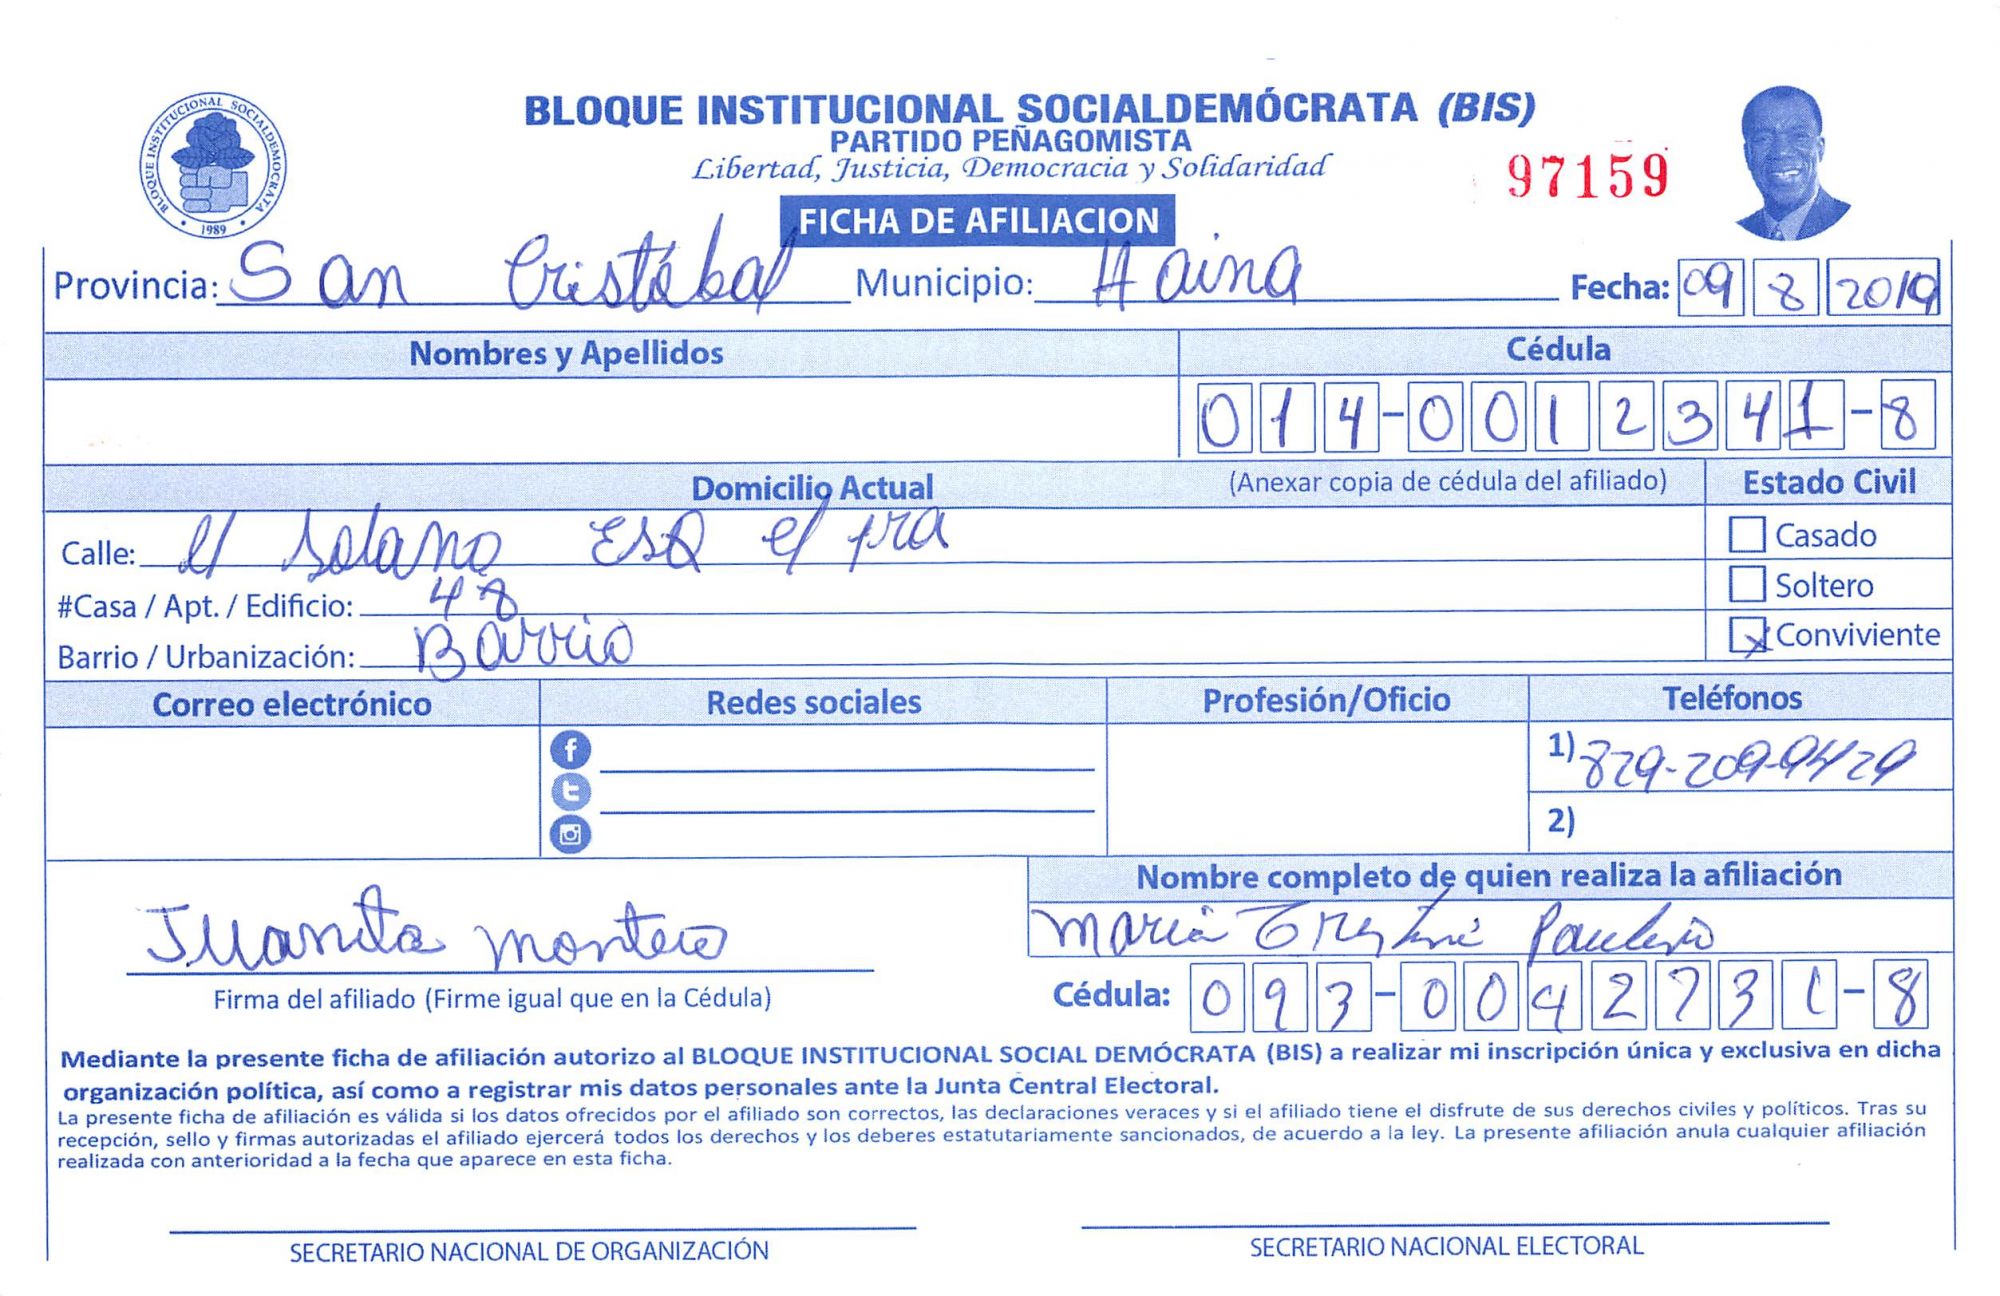 BLOQUE INSTITUCIONAL SOCIALDEMOCRATA
1989
BLOQUE INSTITUCIONAL SOCIALDEMÓCRATA (BIS)
PARTIDO PEÑAGOMISTA
Libertad, Justicia, Democracia y Solidaridad
97159
FICHA DE AFILIACION
Provincia: San Cristóbal Municipio: Haina Fecha: 09 8 2019
Nombres y Apellidos Cédula
014-0012341-8
Domicilio Actual (Anexar copia de cédula del afiliado) Estado Civil
Calle: el Solano ESQ el pra Casado
#Casa / Apt. / Edificio: 48 Soltero
Barrio / Urbanización: Barrio x Conviviente
Correo electrónico Redes sociales Profesión/Oficio Teléfonos
1) 829-209-9429
2)
Nombre completo de quien realiza la afiliación
Juanita montero maria
Firma del afiliado (Firme igual que en la Cédula) Cédula: 093-0042731-8
Mediante la presente ficha de afiliación autorizo al BLOQUE INSTITUCIONAL SOCIAL DEMÓCRATA (BIS) a realizar mi inscripción única y exclusiva en dicha
organización política, así como a registrar mis datos personales ante la Junta Central Electoral.
La presente ficha de afiliación es válida si los datos ofrecidos por el afiliado son correctos, las declaraciones veraces y si el afiliado tiene el disfrute de sus derechos civiles y políticos. Tras su
recepción, sello y firmas autorizadas el afiliado ejercerá todos los derechos y los deberes estatutariamente sancionados, de acuerdo a la ley. La presente afiliación anula cualquier afiliación
realizada con anterioridad a la fecha que aparece en esta ficha.
SECRETARIO NACIONAL DE ORGANIZACIÓN SECRETARIO NACIONAL ELECTORAL